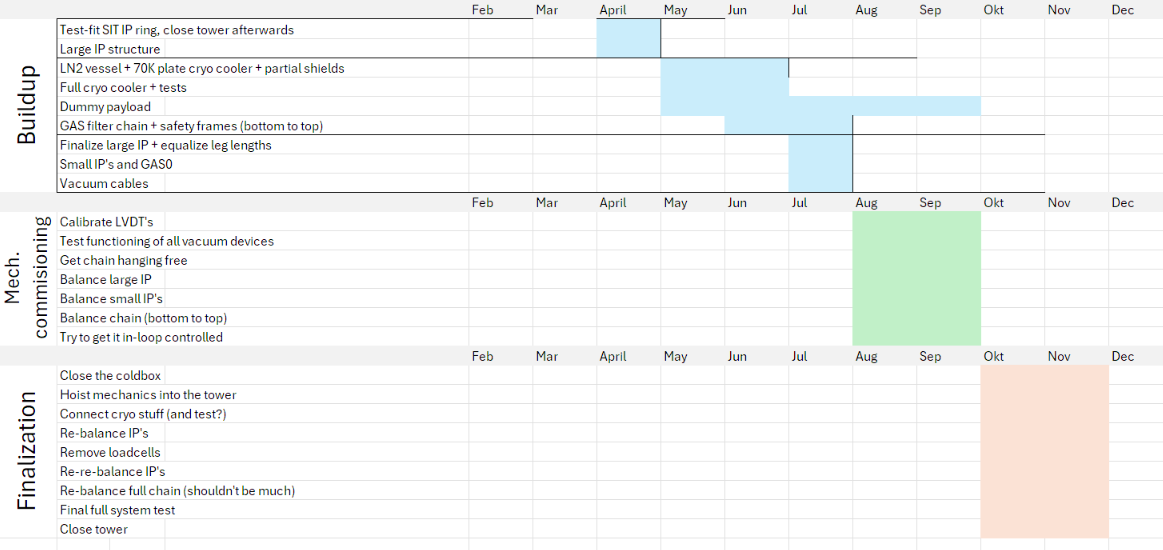 Feb Mar April May Jun Jul Aug Sep Okt Nov Dec
Buildup
Test-fit SIT IP ring, close tower afterwards
Large IP structure
LN2 vessel + 70K plate cryo cooler + partial shields
Full cryo cooler + tests
Dummy payload
GAS filter chain + safety frames (bottom to top)
Finalize large IP + equalize leg lengths
Small IP's and GAS0
Vacuum cables
Feb Mar April May Jun Jul Aug Sep Okt Nov Dec
Mech.
commisioning
Calibrate LVDT's
Test functioning of all vacuum devices
Get chain hanging free
Balance large IP
Balance small IP's
Balance chain (bottom to top)
Try to get it in-loop controlled
Feb Mar April May Jun Jul Aug Sep Okt Nov Dec
Finalization
Close the coldbox
Hoist mechanics into the tower
Connect cryo stuff (and test?)
Re-balance IP's
Remove loadcells
Re-re-balance IP's
Re-balance full chain (shouldn't be much)
Final full system test
Close tower